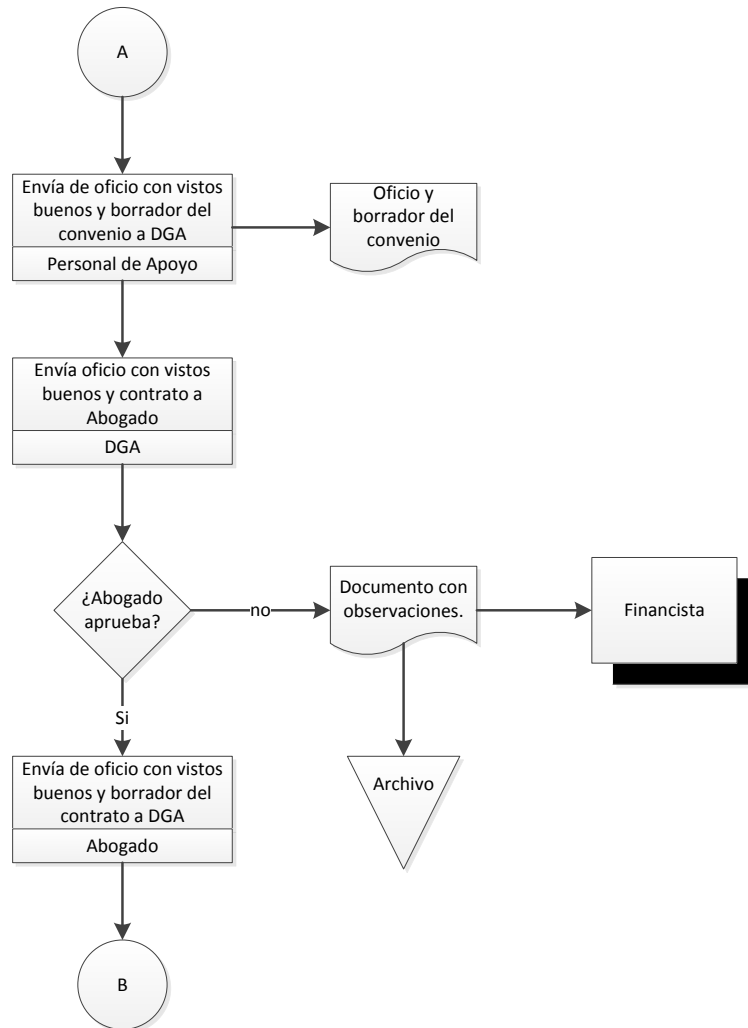 A
Envía de oficio con vistos
buenos y borrador del
convenio a DGA
Personal de Apoyo
Oficio y
borrador del
convenio
Envía oficio con vistos
buenos y contrato a
Abogado
DGA
¿Abogado
aprueba?
no
Documento con
observaciones.
Financista
Si
Envía de oficio con vistos
buenos y borrador del
contrato a DGA
Abogado
Archivo
B